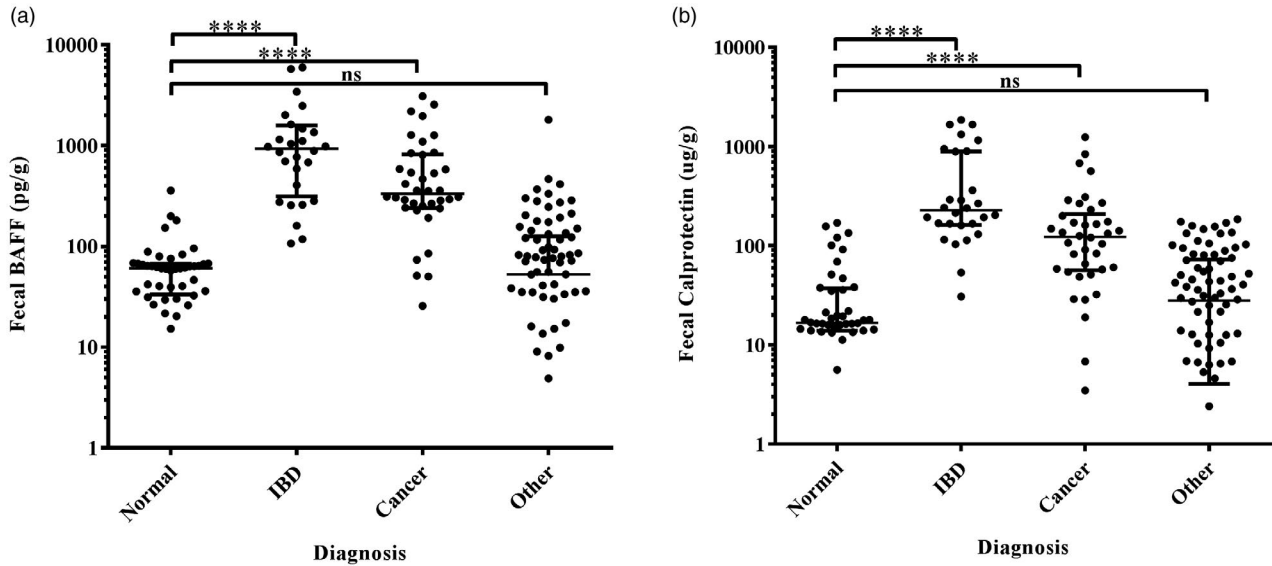 (a)
****
****
ns
10000
1000
100
10
1
Fecal BAFF (pg/g)
Normal
IBD
Cancer
Other
Diagnosis
(b)
****
****
ns
10000
1000
100
10
1
Fecal Calprotectin (ug/g)
Normal
IBD
Cancer
Other
Diagnosis